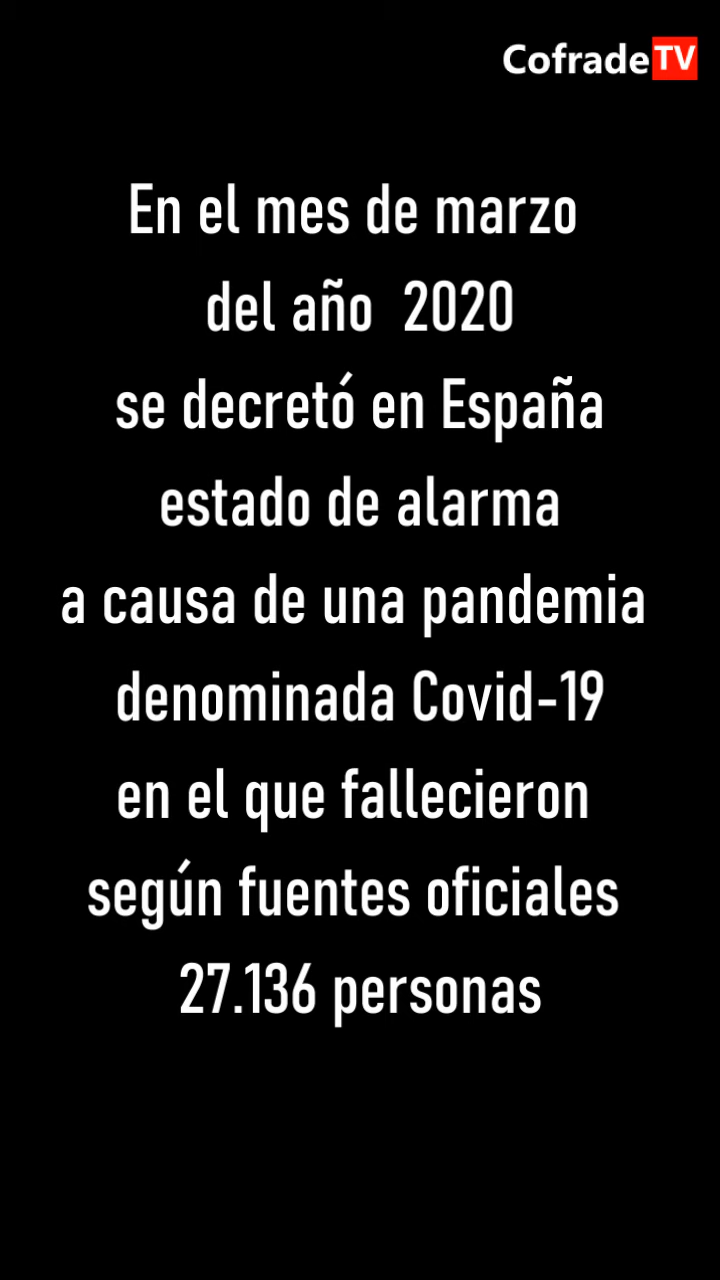 CofradeTV
En el mes de marzo
del año 2020
se decretó en España
estado de alarma
a causa de una pandemia
denominada Covid-19
en el que fallecieron
según fuentes oficiales
27.136 personas